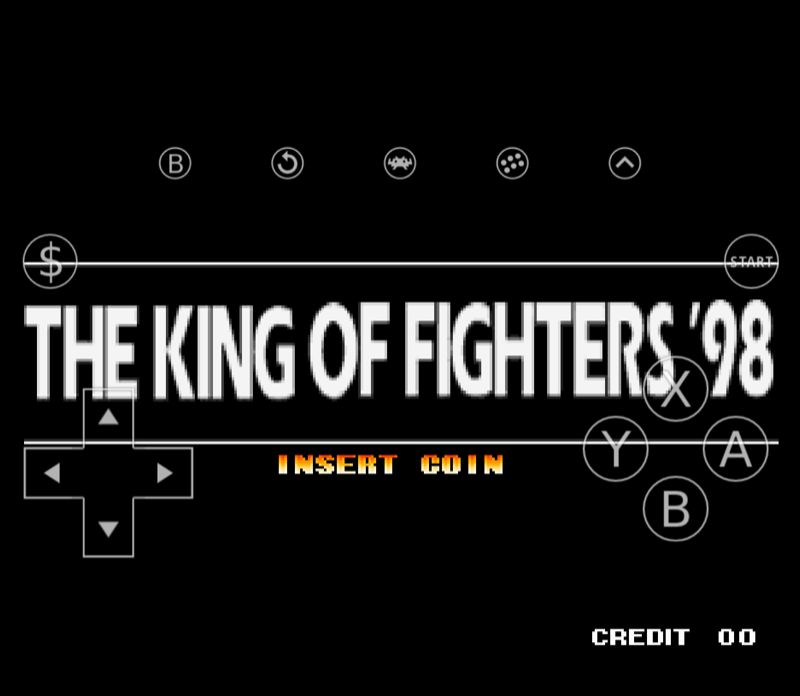 B
$
START
THE KING OF FIGHTERS '98
X
Y
A
INSERT COIN
B
CREDIT 00